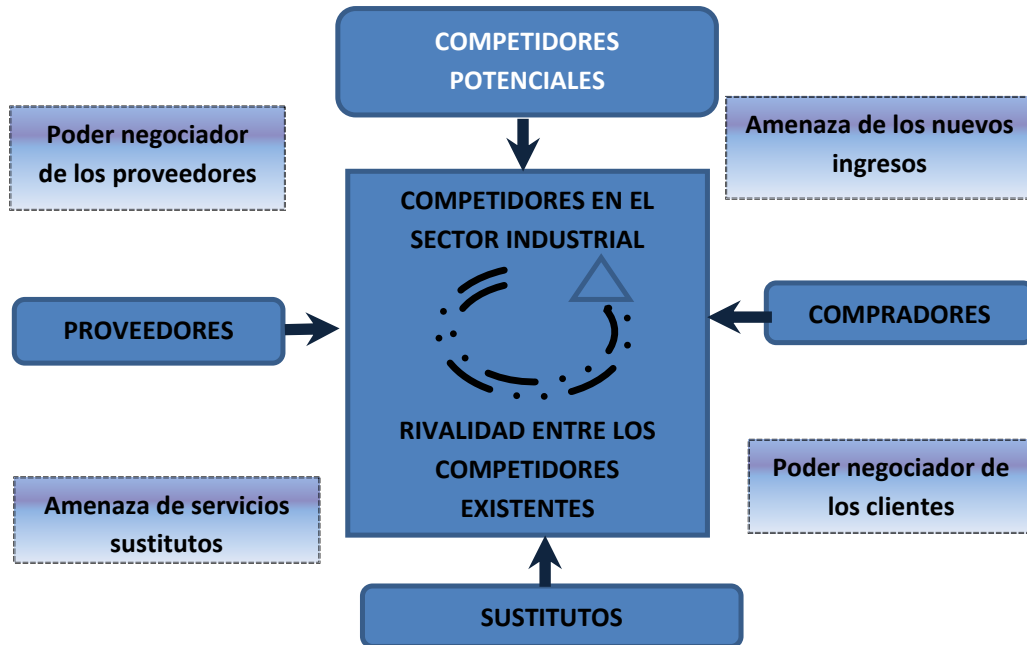 COMPETIDORES
POTENCIALES
Poder negociador
de los proveedores
Amenaza de los nuevos
ingresos
COMPETIDORES EN EL
SECTOR INDUSTRIAL
PROVEEDORES
COMPRADORES
RIVALIDAD ENTRE LOS
COMPETIDORES
EXISTENTES
Amenaza de servicios
sustitutos
Poder negociador de
los clientes
SUSTITUTOS